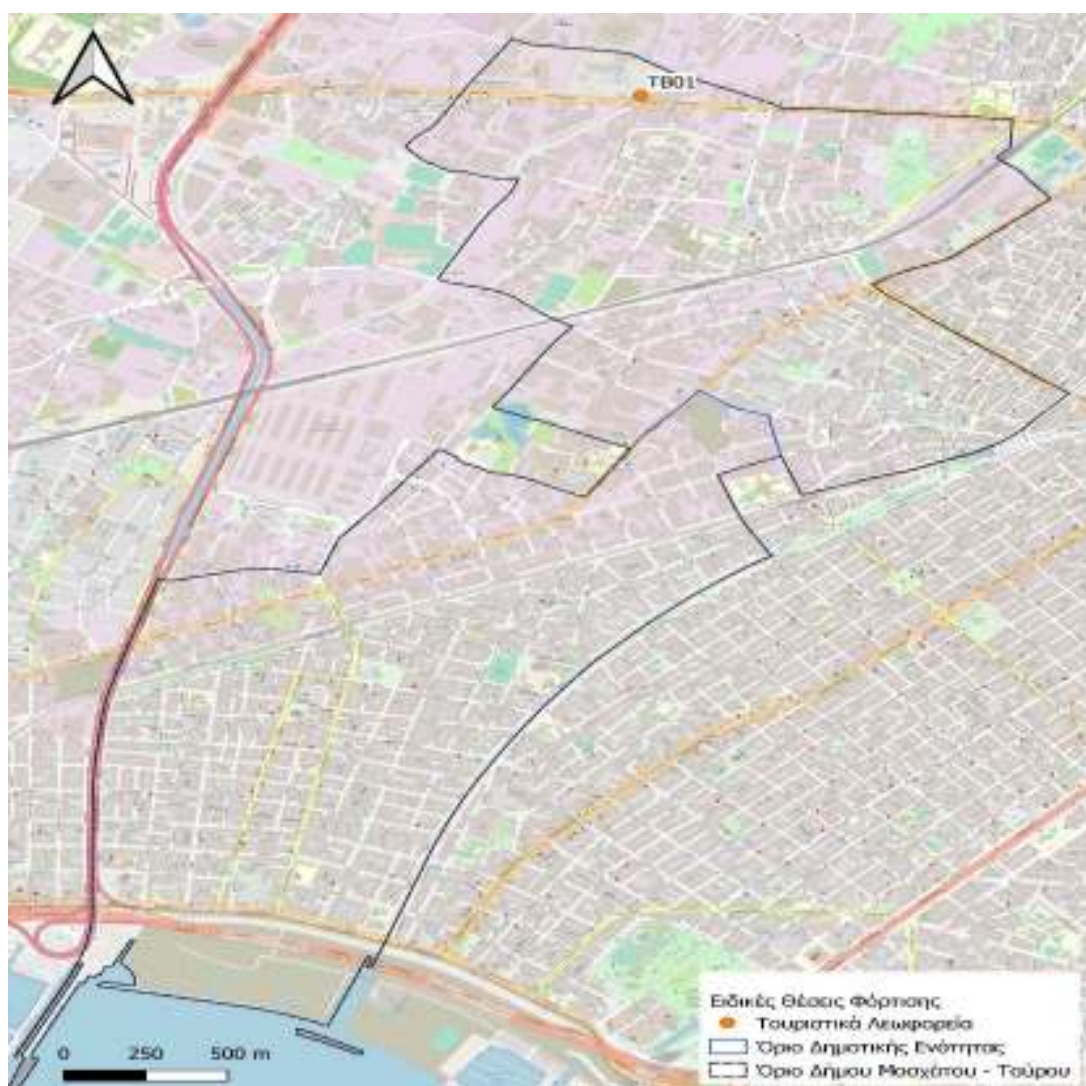 TB01
Ειδικές Θέσεις Φόρτισης
Τουριστικά Λεωφορεία
Όριο Δημοτικής Ενότητας
Όριο Δήμου Μοσχάτου - Ταύρου
0 250 500 m